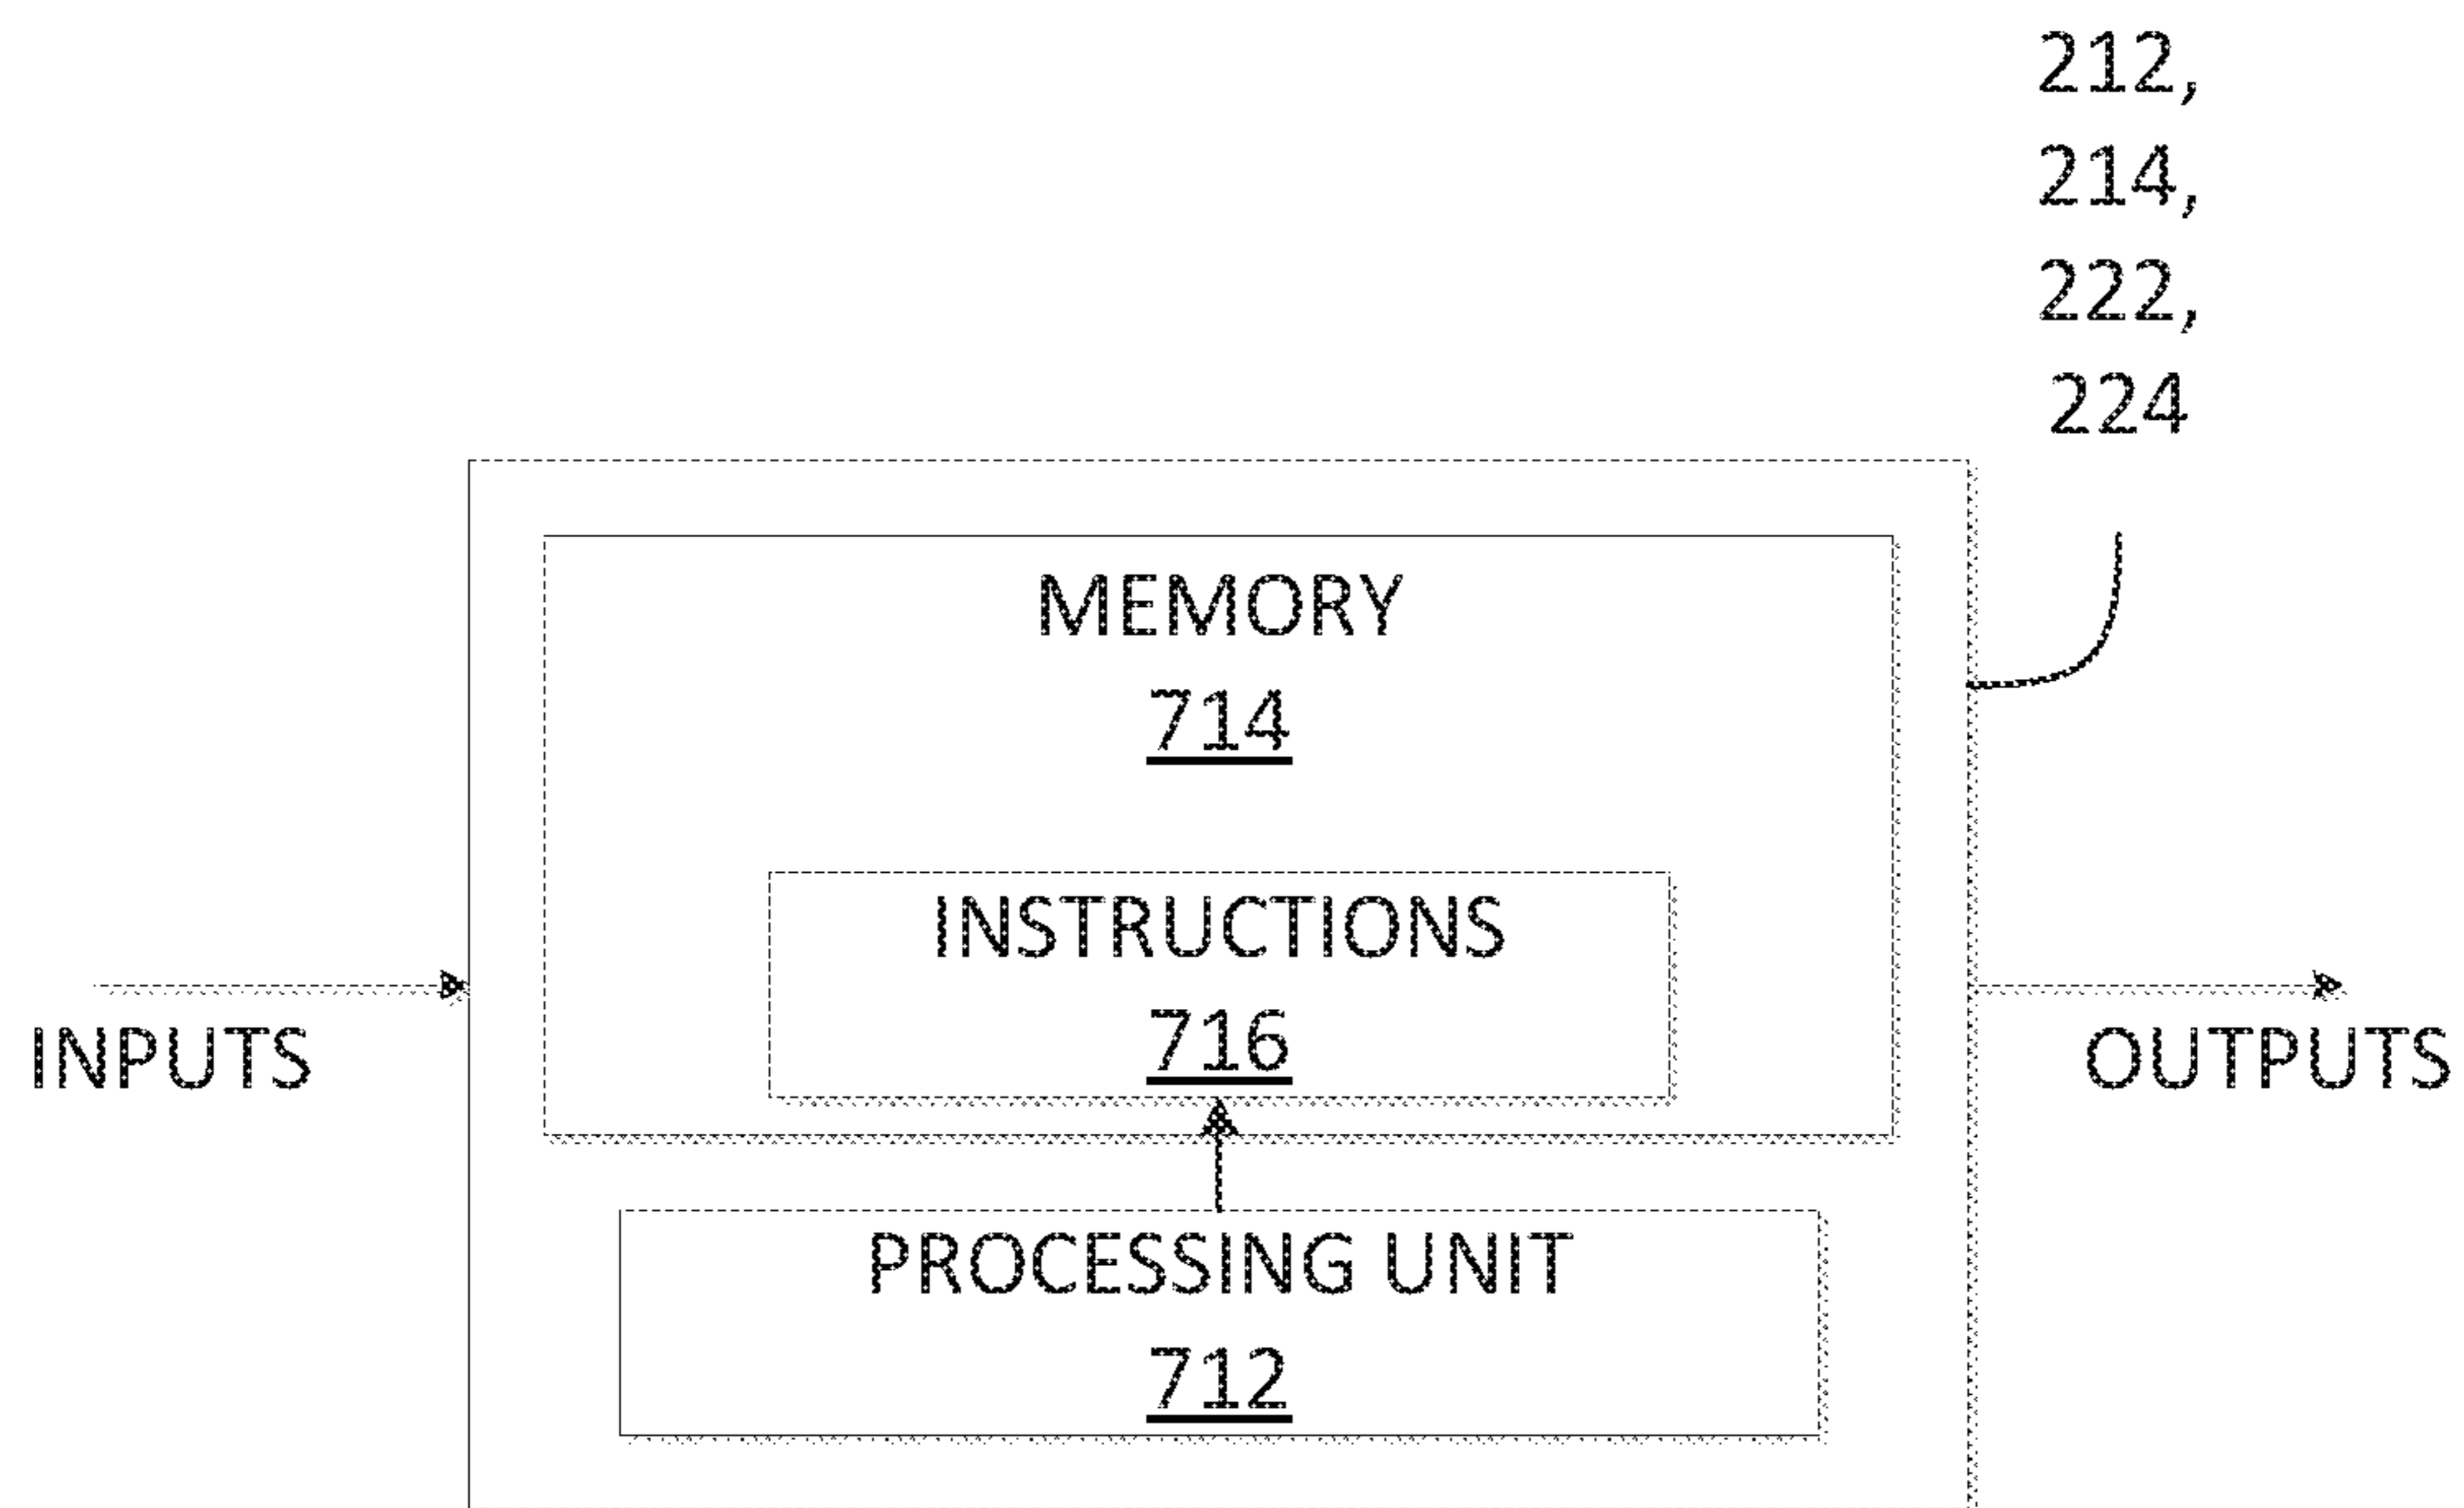 212,
214,
222,
224
MEMORY
714
INSTRUCTIONS
716
INPUTS
OUTPUTS
PROCESSING UNIT
712